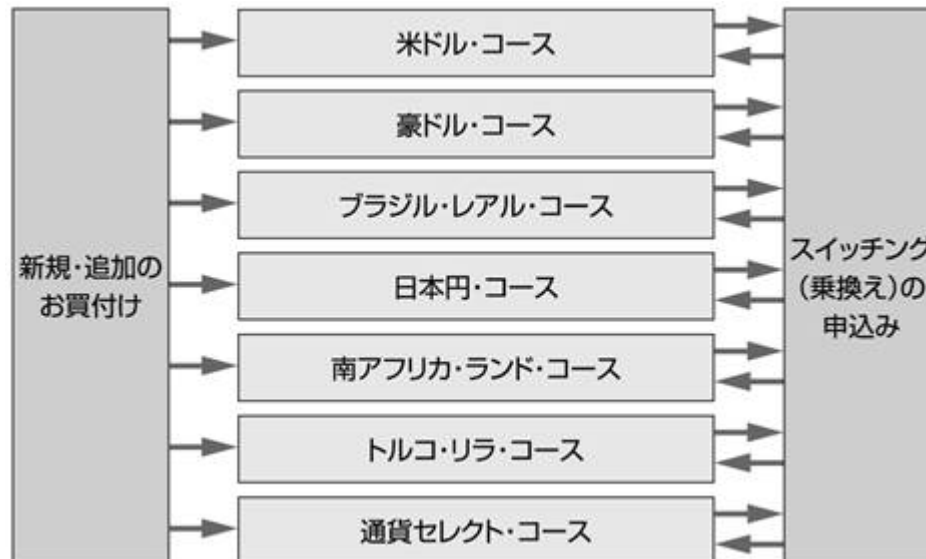 米ドル・コース
豪ドル・コース
ブラジル・レアル・コース
新規・追加の
お買付け
日本円・コース
スイッチング
(乗換え)の
申込み
南アフリカ・ランド・コース
トルコ・リラ・コース
通貨セレクト・コース